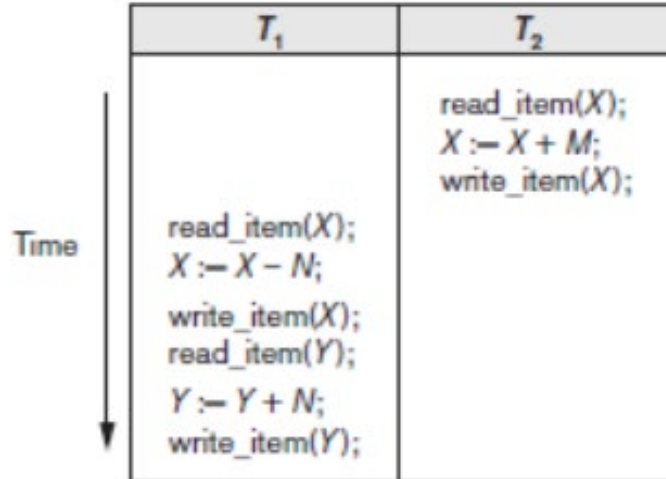 T₁ T₂
read_item(X);
X := X + M;
write_item(X);
Time
read_item(X);
X := X – N;
write_item(X);
read_item(Y);
Y := Y + N;
write_item(Y);